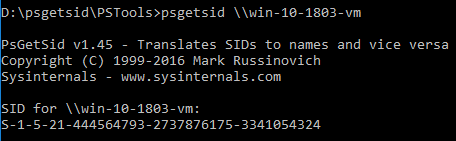 D:\psgetsid\PSTools>psgetsid \\win-10-1803-vm
PsGetSid v1.45 - Translates SIDs to names and vice versa
Copyright (C) 1999-2016 Mark Russinovich
Sysinternals - www.sysinternals.com
SID for \\win-10-1803-vm:
S-1-5-21-444564793-2737876175-3341054324